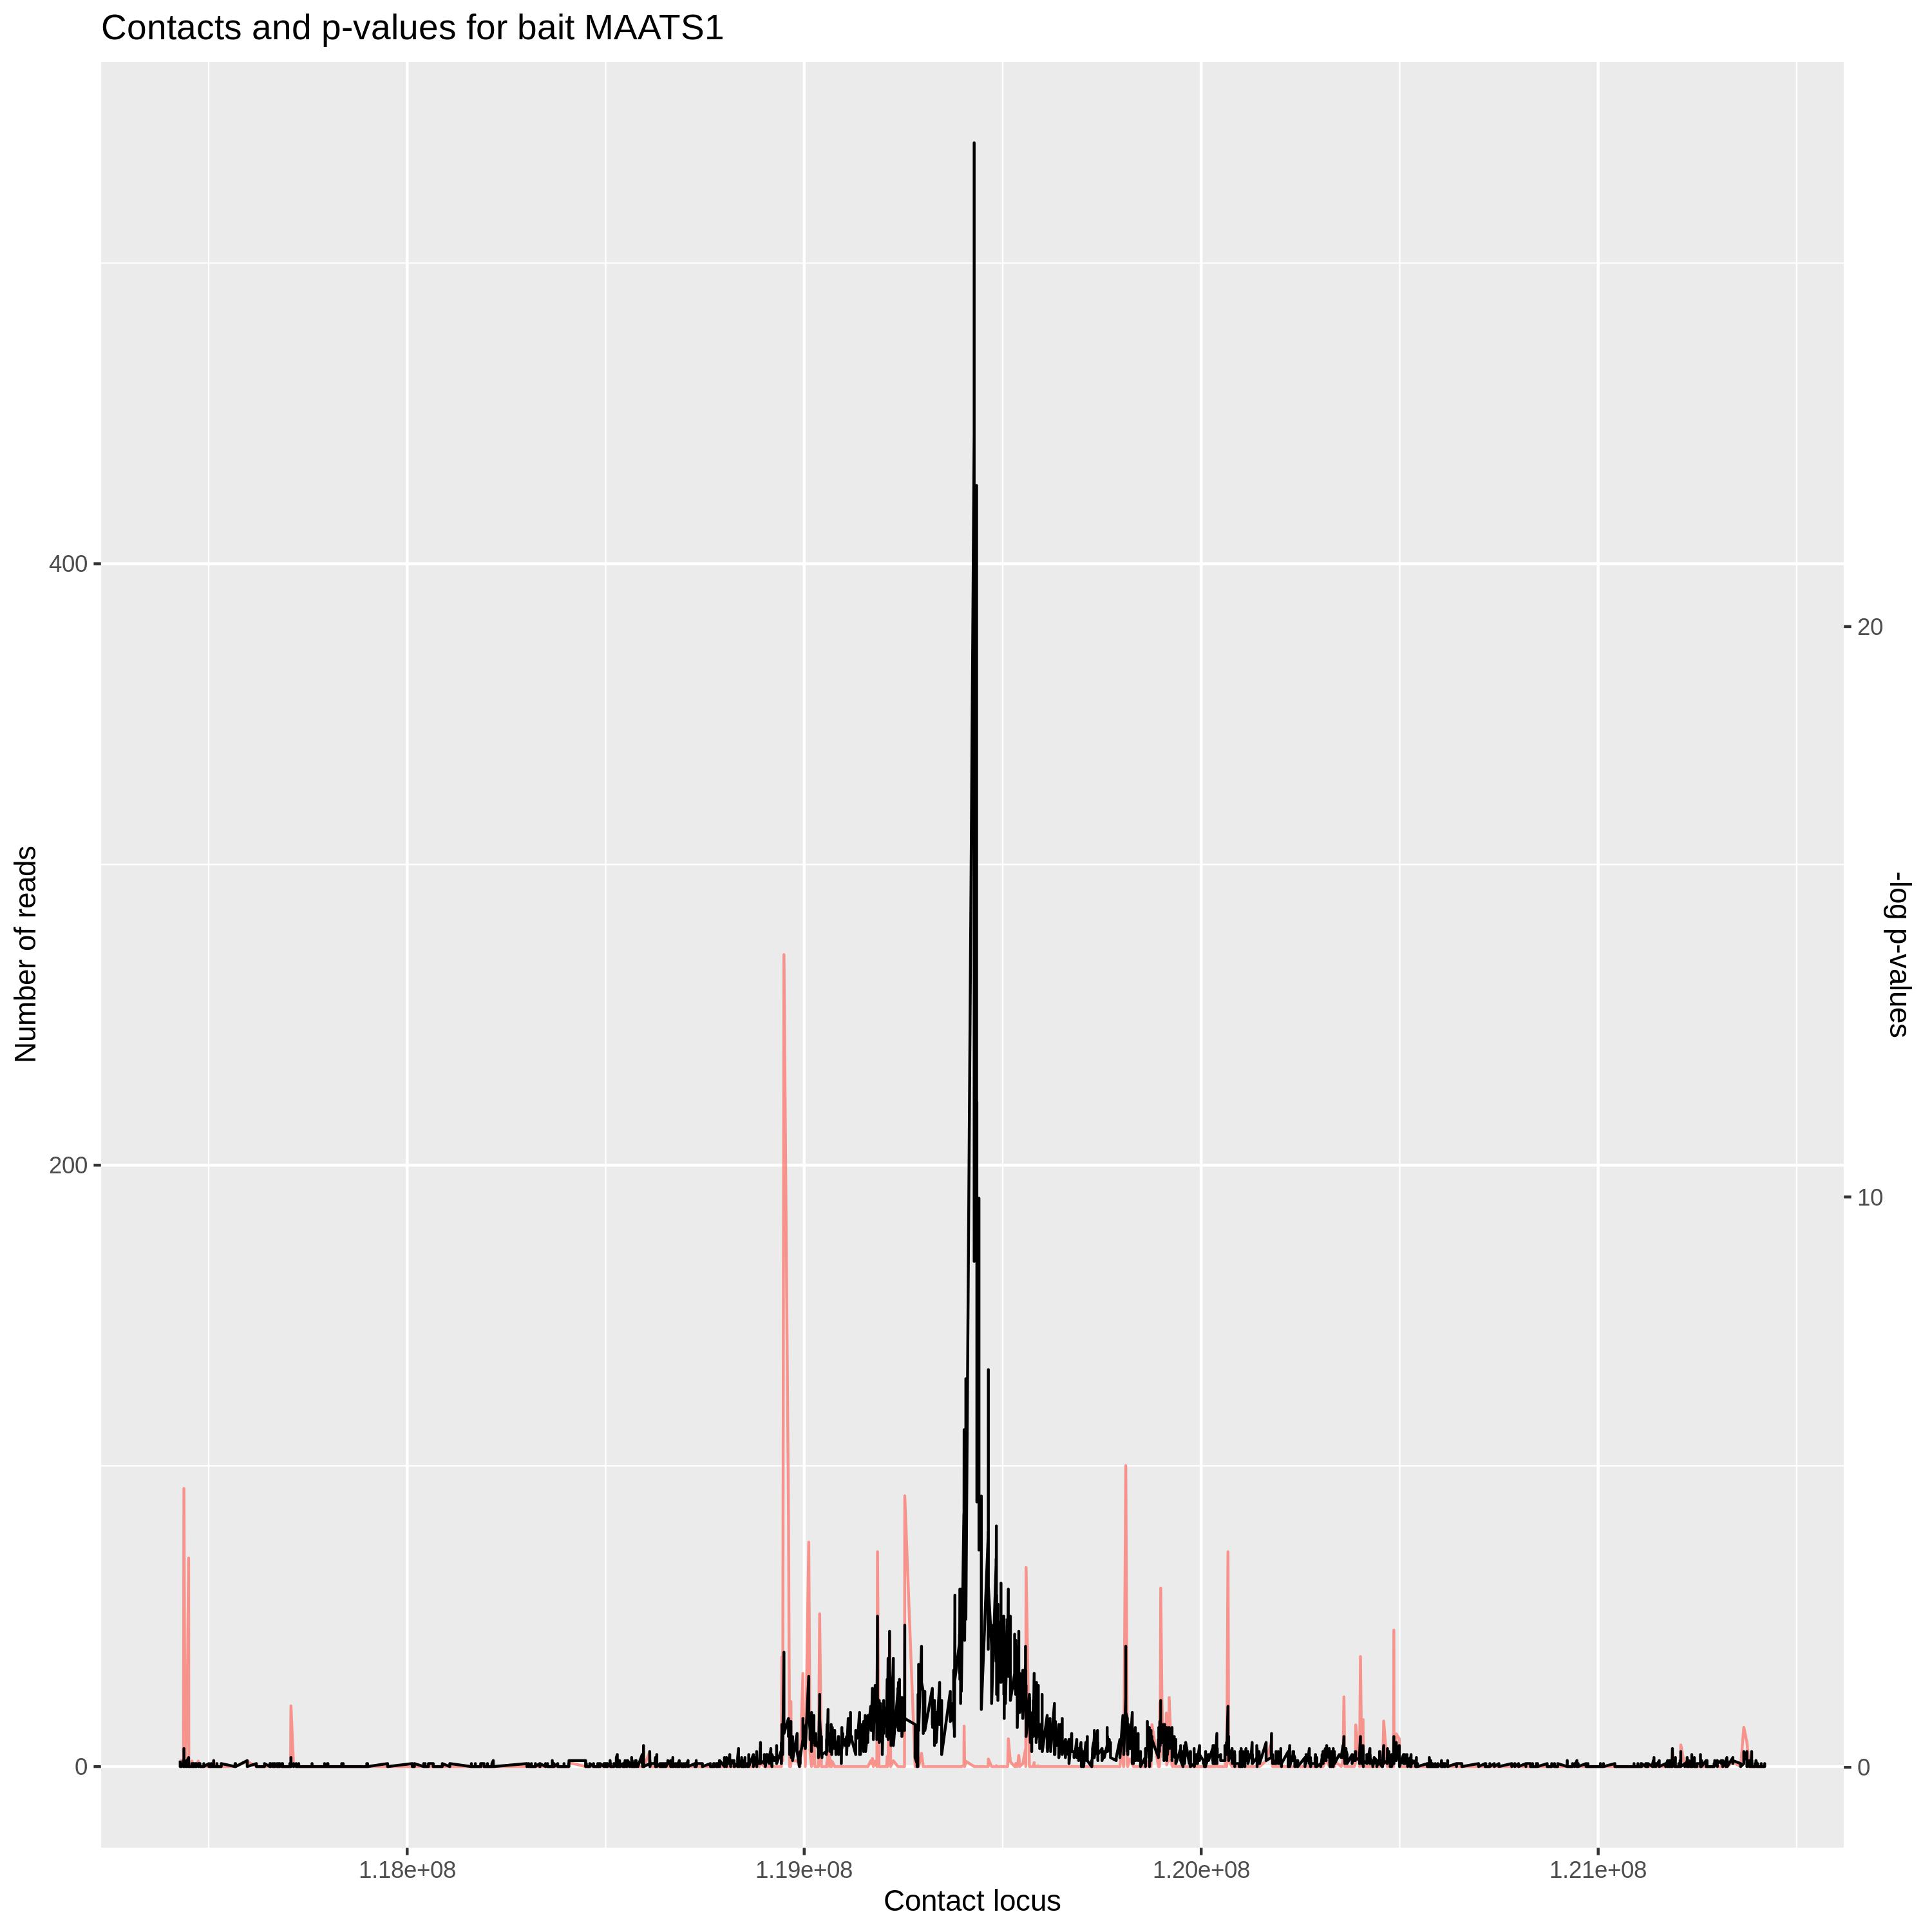 Contacts and p-values for bait MAATS1
Number of reads
400
200
0
20
10
0
-log p-values
1.18e+08 1.19e+08 1.20e+08 1.21e+08
Contact locus